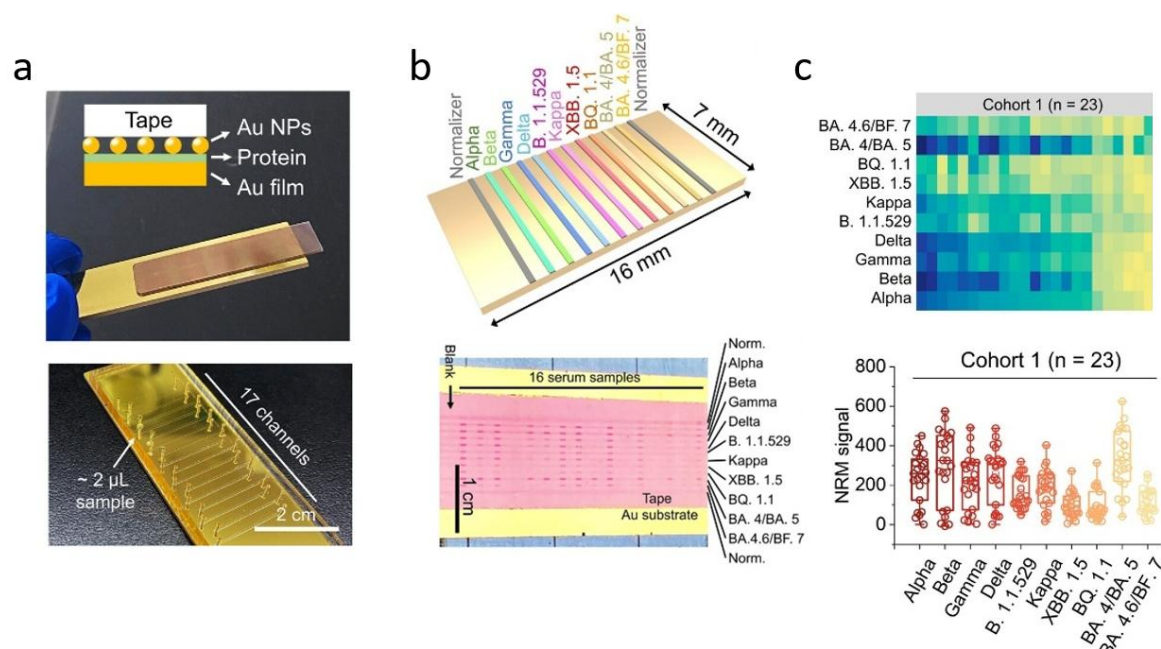 a
Tape
Au NPs
Protein
Au film
17 channels
~ 2 µL
sample
2 cm
b
Normalizer
Alpha
Beta
Gamma
Delta
B. 1.1.529
Kappa
XBB. 1.5
BQ. 1.1
BA. 4/BA. 5
BA. 4.6/BF. 7
Normalizer
7 mm
16 mm
Blank
16 serum samples
1 cm
Tape
Au substrate
Norm.
Alpha
Beta
Gamma
Delta
B. 1.1.529
Kappa
XBB. 1.5
BQ. 1.1
BA. 4/BA. 5
BA.4.6/BF. 7
Norm.
c
Cohort 1 (n = 23)
BA. 4.6/BF. 7
BA. 4/BA. 5
BQ. 1.1
XBB. 1.5
Kappa
B. 1.1.529
Delta
Gamma
Beta
Alpha
Cohort 1 (n = 23)
NRM signal
800
600
400
200
0
Alpha
Beta
Gamma
Delta
B. 1.1.529
Kappa
XBB. 1.5
BQ. 1.1
BA. 4/BA. 5
BA. 4.6/BF. 7